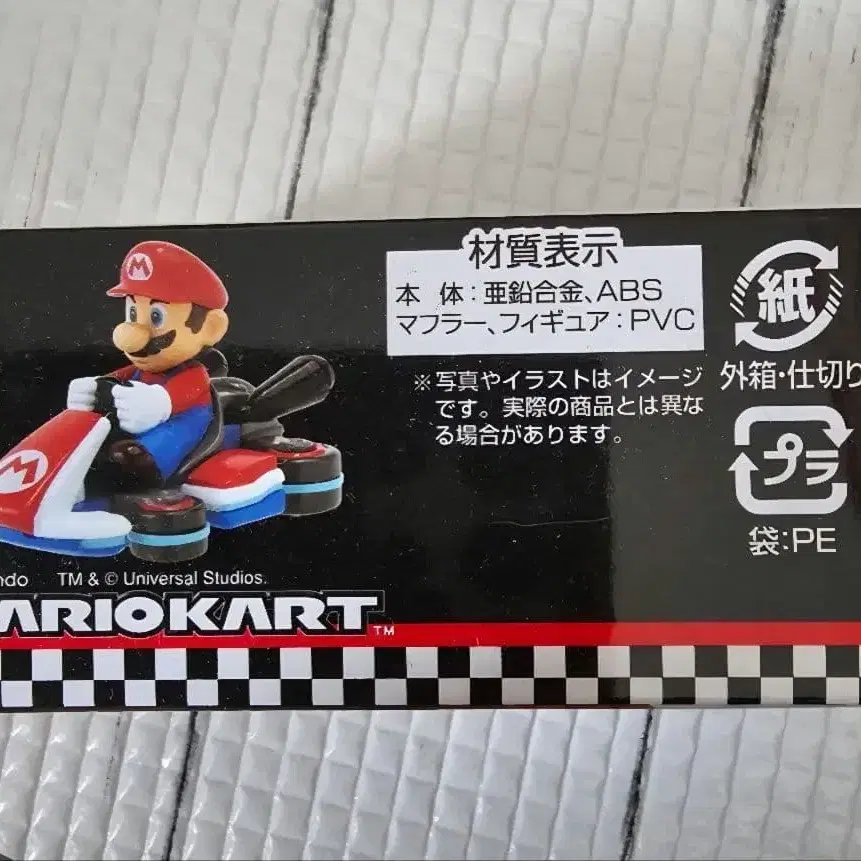 材質表示
本 体:亜鉛合金、ABS
マフラー、フィギュア:PVC
※写真やイラストはイメージ
です。実際の商品とは異な
る場合があります。
紙
外箱・仕切り
プラ
袋:PE
M
M
TM & © Universal Studios.
ARIOKART™